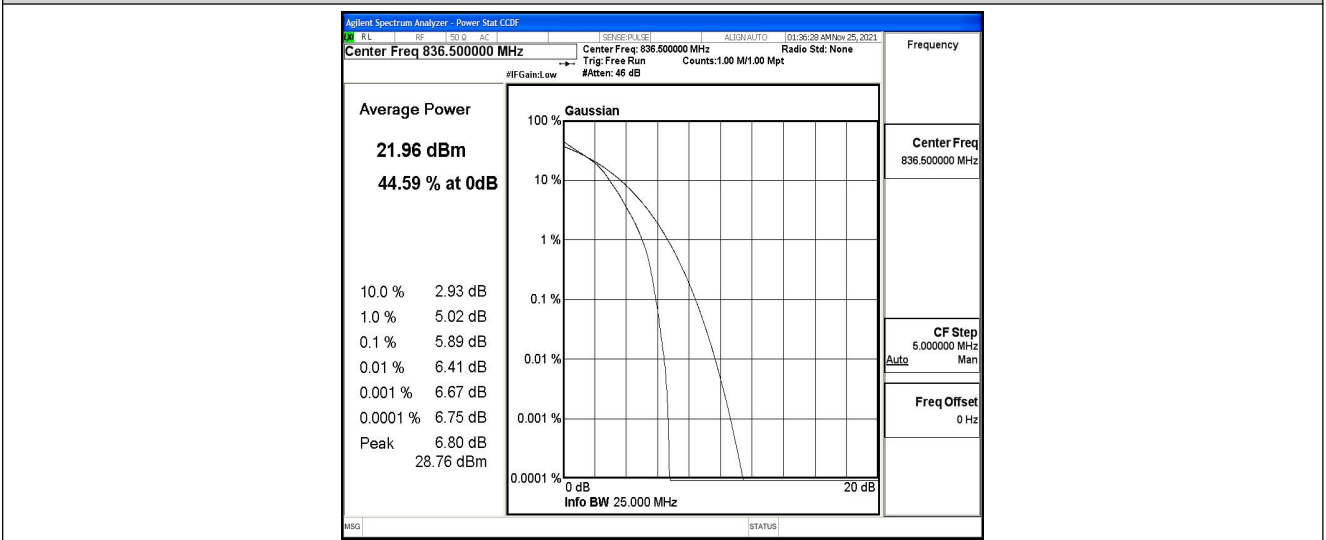 Agilent Spectrum Analyzer - Power Stat CCDF
LXI RL RF 50 Ω AC SENSE:PULSE ALIGN AUTO 01:36:28 AM Nov 25, 2021
Center Freq 836.500000 MHz
Center Freq: 836.500000 MHz Radio Std: None
Trig: Free Run Counts:1.00 M/1.00 Mpt
#IFGain:Low #Atten: 46 dB
Frequency
Average Power
21.96 dBm
44.59 % at 0dB
10.0 % 2.93 dB
1.0 % 5.02 dB
0.1 % 5.89 dB
0.01 % 6.41 dB
0.001 % 6.67 dB
0.0001 % 6.75 dB
Peak 6.80 dB
28.76 dBm
Gaussian
100 %
10 %
1 %
0.1 %
0.01 %
0.001 %
0.0001 %
0 dB 20 dB
Info BW 25.000 MHz
Center Freq
836.500000 MHz
CF Step
5.000000 MHz
Auto Man
Freq Offset
0 Hz
MSG STATUS